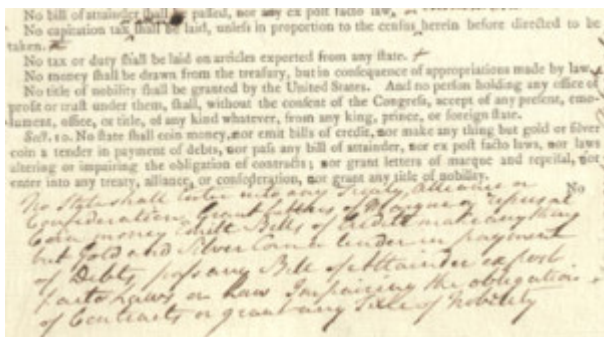 No bill of attainder shall be passed, nor any ex post facto law.
No capitation tax shall be laid, unless in proportion to the census herein before directed to be
taken.
No tax or duty shall be laid on articles exported from any state.
No money shall be drawn from the treasury, but in consequence of appropriations made by law.
No title of nobility shall be granted by the United States. And no person holding any office of
profit or trust under them, shall, without the consent of the Congress, accept of any present, emo-
lument, office, or title, of any kind whatever, from any king, prince, or foreign state.
Sect. 10. No state shall coin money, nor emit bills of credit, nor make any thing but gold or silver
coin a tender in payment of debts, nor pass any bill of attainder, nor ex post facto laws, nor laws
altering or impairing the obligation of contracts; nor grant letters of marque and reprisal, nor
enter into any treaty, alliance, or confederation, nor grant any title of nobility.
No
No State shall Enter into any Treaty, Alliance or
Confederation, Grant letters of Marque or reprisal
Coin money Emit Bills of Credit make anything
but Gold and Silver Coin a tender in payment
of Debts, pass any Bill of Attainder ex post
facto Laws or Law Impairing the obligation
of Contracts or grant any Title of Nobility